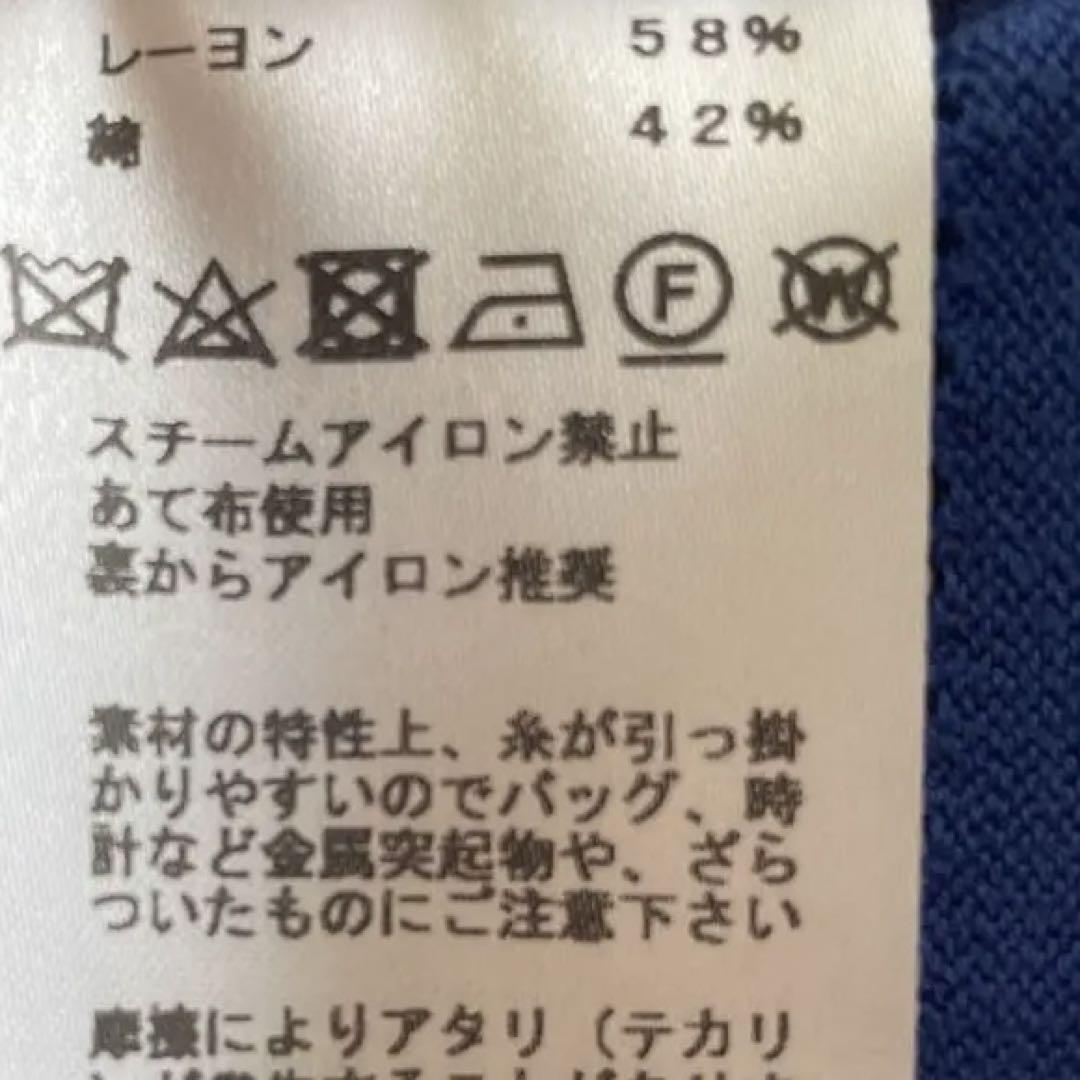 レーヨン 58%
綿 42%
F
W
スチームアイロン禁止
あて布使用
裏からアイロン推奨
素材の特性上、糸が引っ掛
かりやすいのでバッグ、時
計など金属突起物や、ざら
ついたものにご注意下さい
摩擦によりアタリ（テカリ